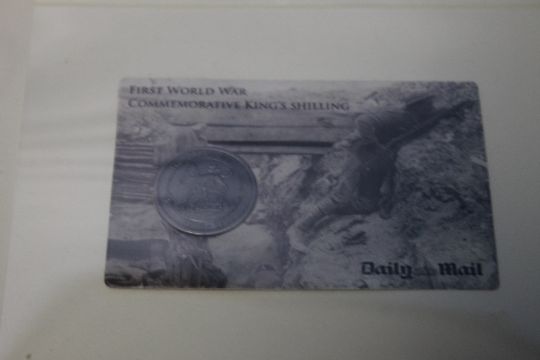 First World War
Commemorative King's shilling
Daily Mail